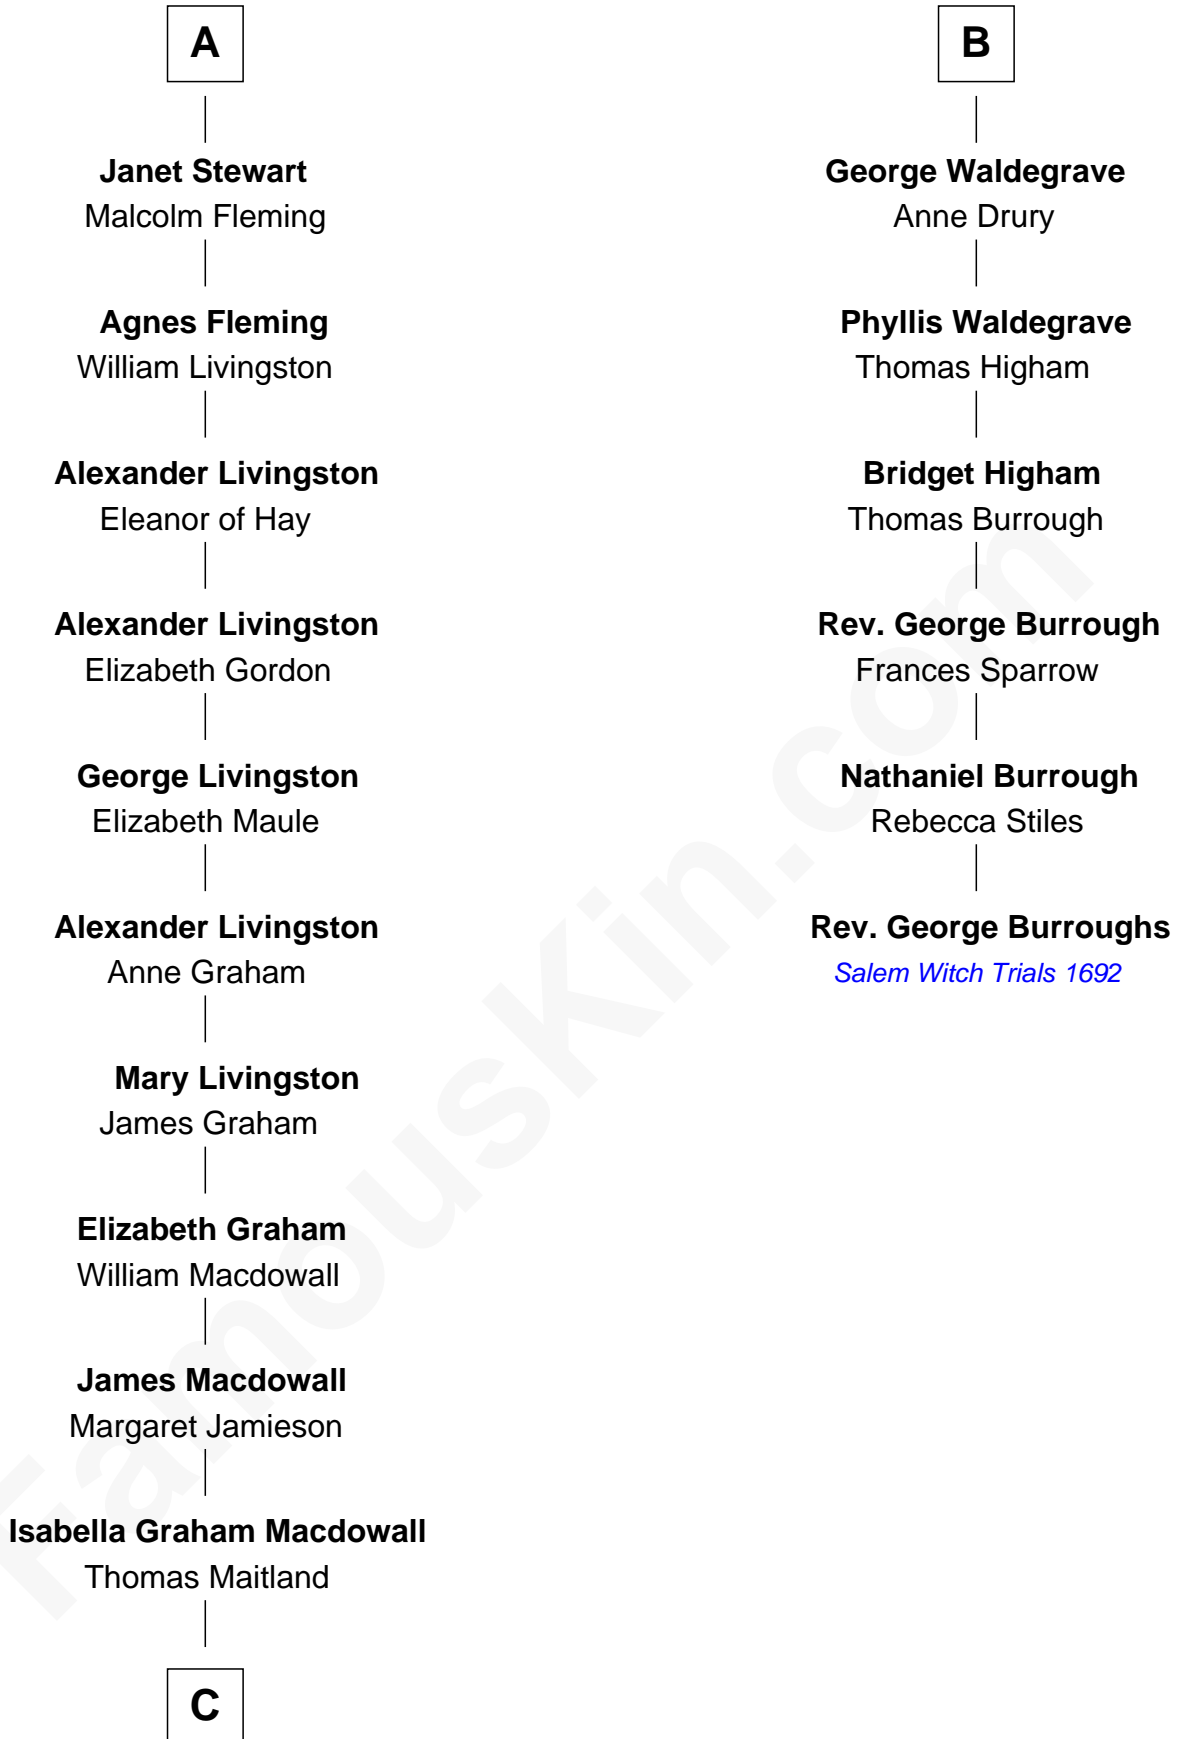 A
Janet Stewart
Malcolm Fleming
Agnes Fleming
William Livingston
Alexander Livingston
Eleanor of Hay
Alexander Livingston
Elizabeth Gordon
George Livingston
Elizabeth Maule
Alexander Livingston
Anne Graham
Mary Livingston
James Graham
Elizabeth Graham
William Macdowall
James Macdowall
Margaret Jamieson
Isabella Graham Macdowall
Thomas Maitland
C
B
George Waldegrave
Anne Drury
Phyllis Waldegrave
Thomas Higham
Bridget Higham
Thomas Burrough
Rev. George Burrough
Frances Sparrow
Nathaniel Burrough
Rebecca Stiles
Rev. George Burroughs
Salem Witch Trials 1692
FamousKin.com